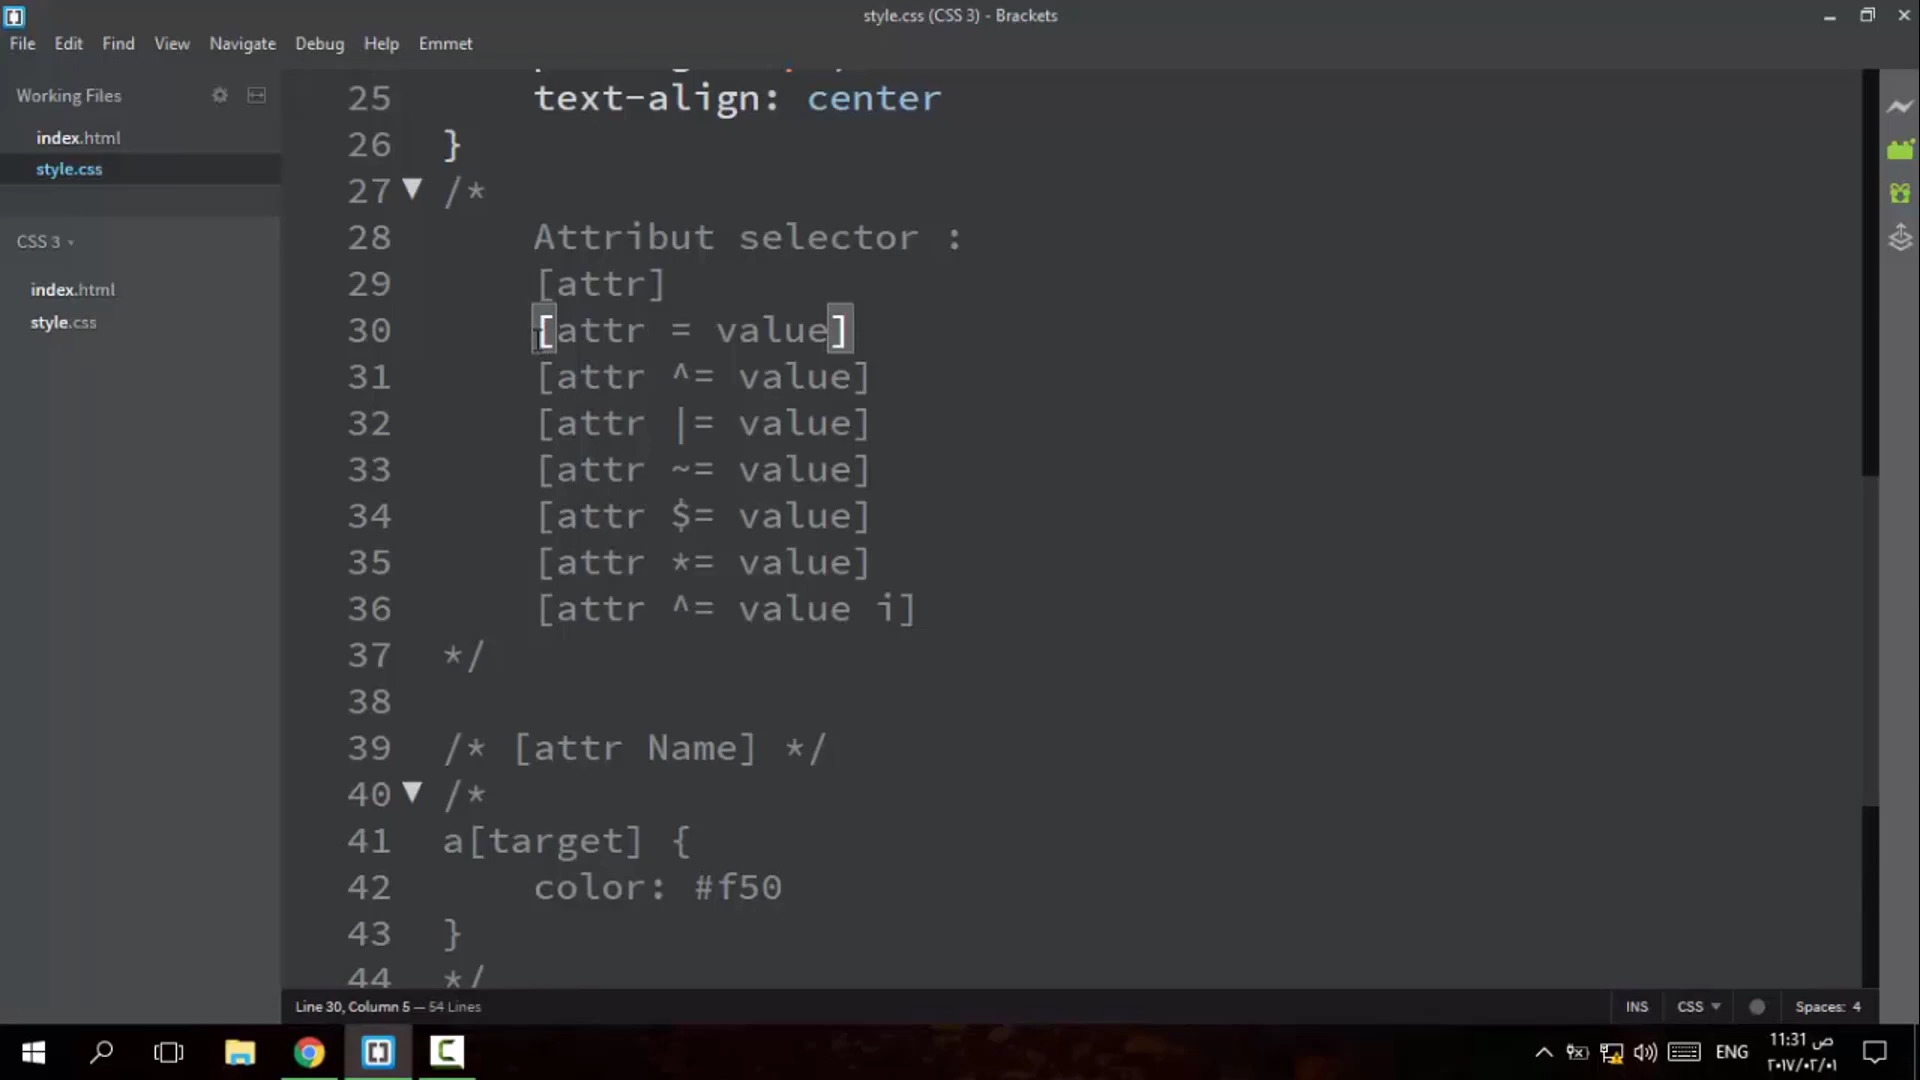 style.css (CSS 3) - Brackets
File Edit Find View Navigate Debug Help Emmet
Working Files
index.html
style.css
CSS 3
index.html
style.css
25 text-align: center
26 }
27 /*
28 Attribut selector :
29 [attr]
30 [attr = value]
31 [attr ^= value]
32 [attr |= value]
33 [attr ~= value]
34 [attr $= value]
35 [attr *= value]
36 [attr ^= value i]
37 */
38
39 /* [attr Name] */
40 /*
41 a[target] {
42 color: #f50
43 }
44 */
Line 30, Column 5 — 54 Lines
INS CSS Spaces: 4
ENG
11:31 ص
٢٠١٧/٠٢/٠١